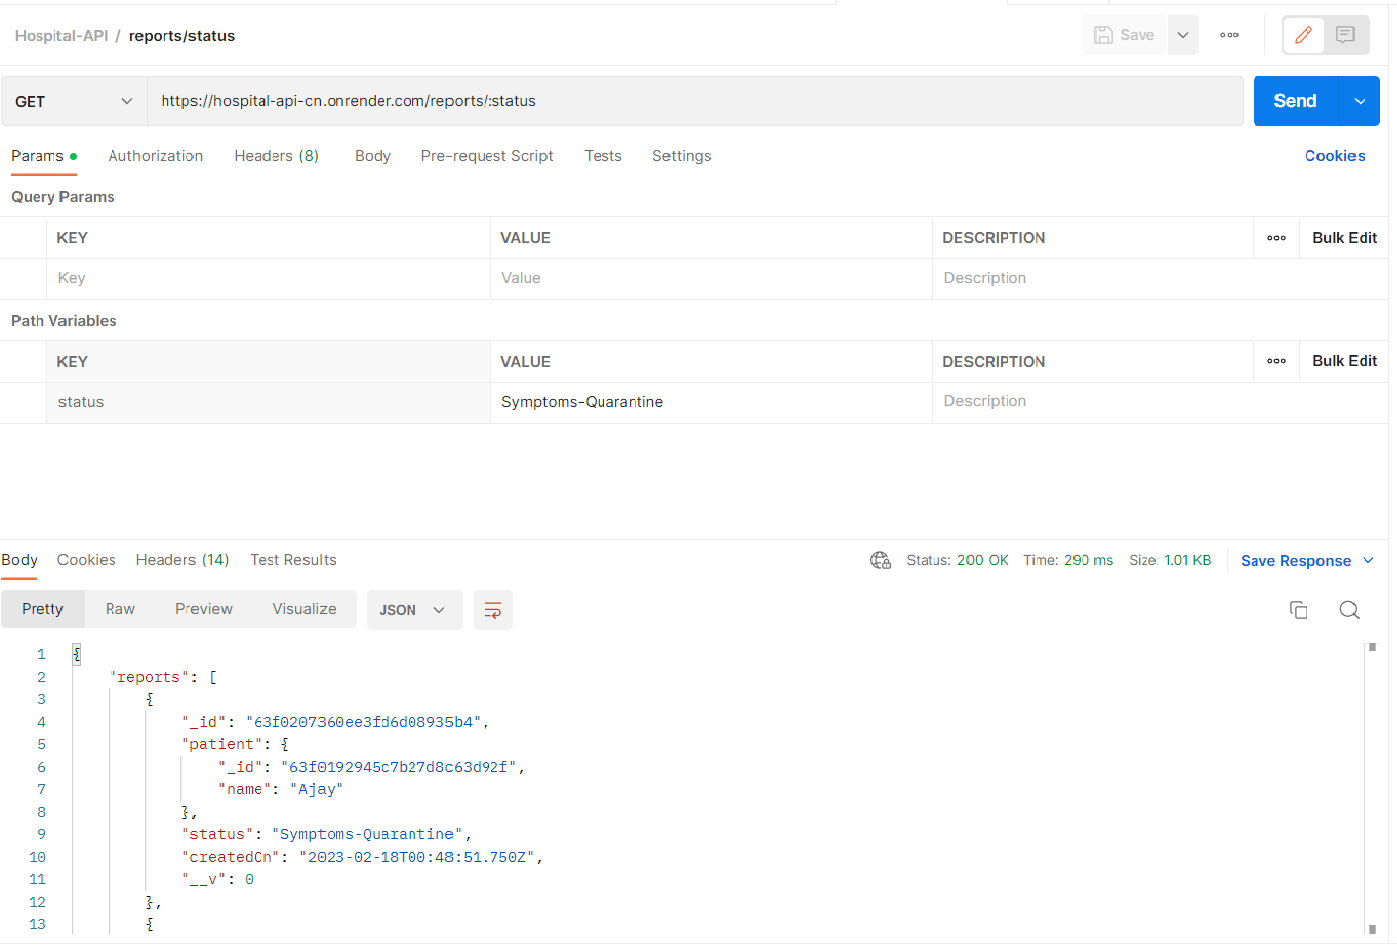 Hospital-API / reports/status
Save
GET https://hospital-api-cn.onrender.com/reports/:status Send
Params Authorization Headers (8) Body Pre-request Script Tests Settings Cookies
Query Params
KEY VALUE DESCRIPTION Bulk Edit
Key Value Description
Path Variables
KEY VALUE DESCRIPTION Bulk Edit
status Symptoms-Quarantine Description
Body Cookies Headers (14) Test Results Status: 200 OK Time: 290 ms Size: 1.01 KB Save Response
Pretty Raw Preview Visualize JSON
1 {
2 "reports": [
3 {
4 "_id": "63f0207360ee3fd6d08935b4",
5 "patient": {
6 "_id": "63f0192945c7b27d8c63d92f",
7 "name": "Ajay"
8 },
9 "status": "Symptoms-Quarantine",
10 "createdOn": "2023-02-18T00:48:51.750Z",
11 "__v": 0
12 },
13 {